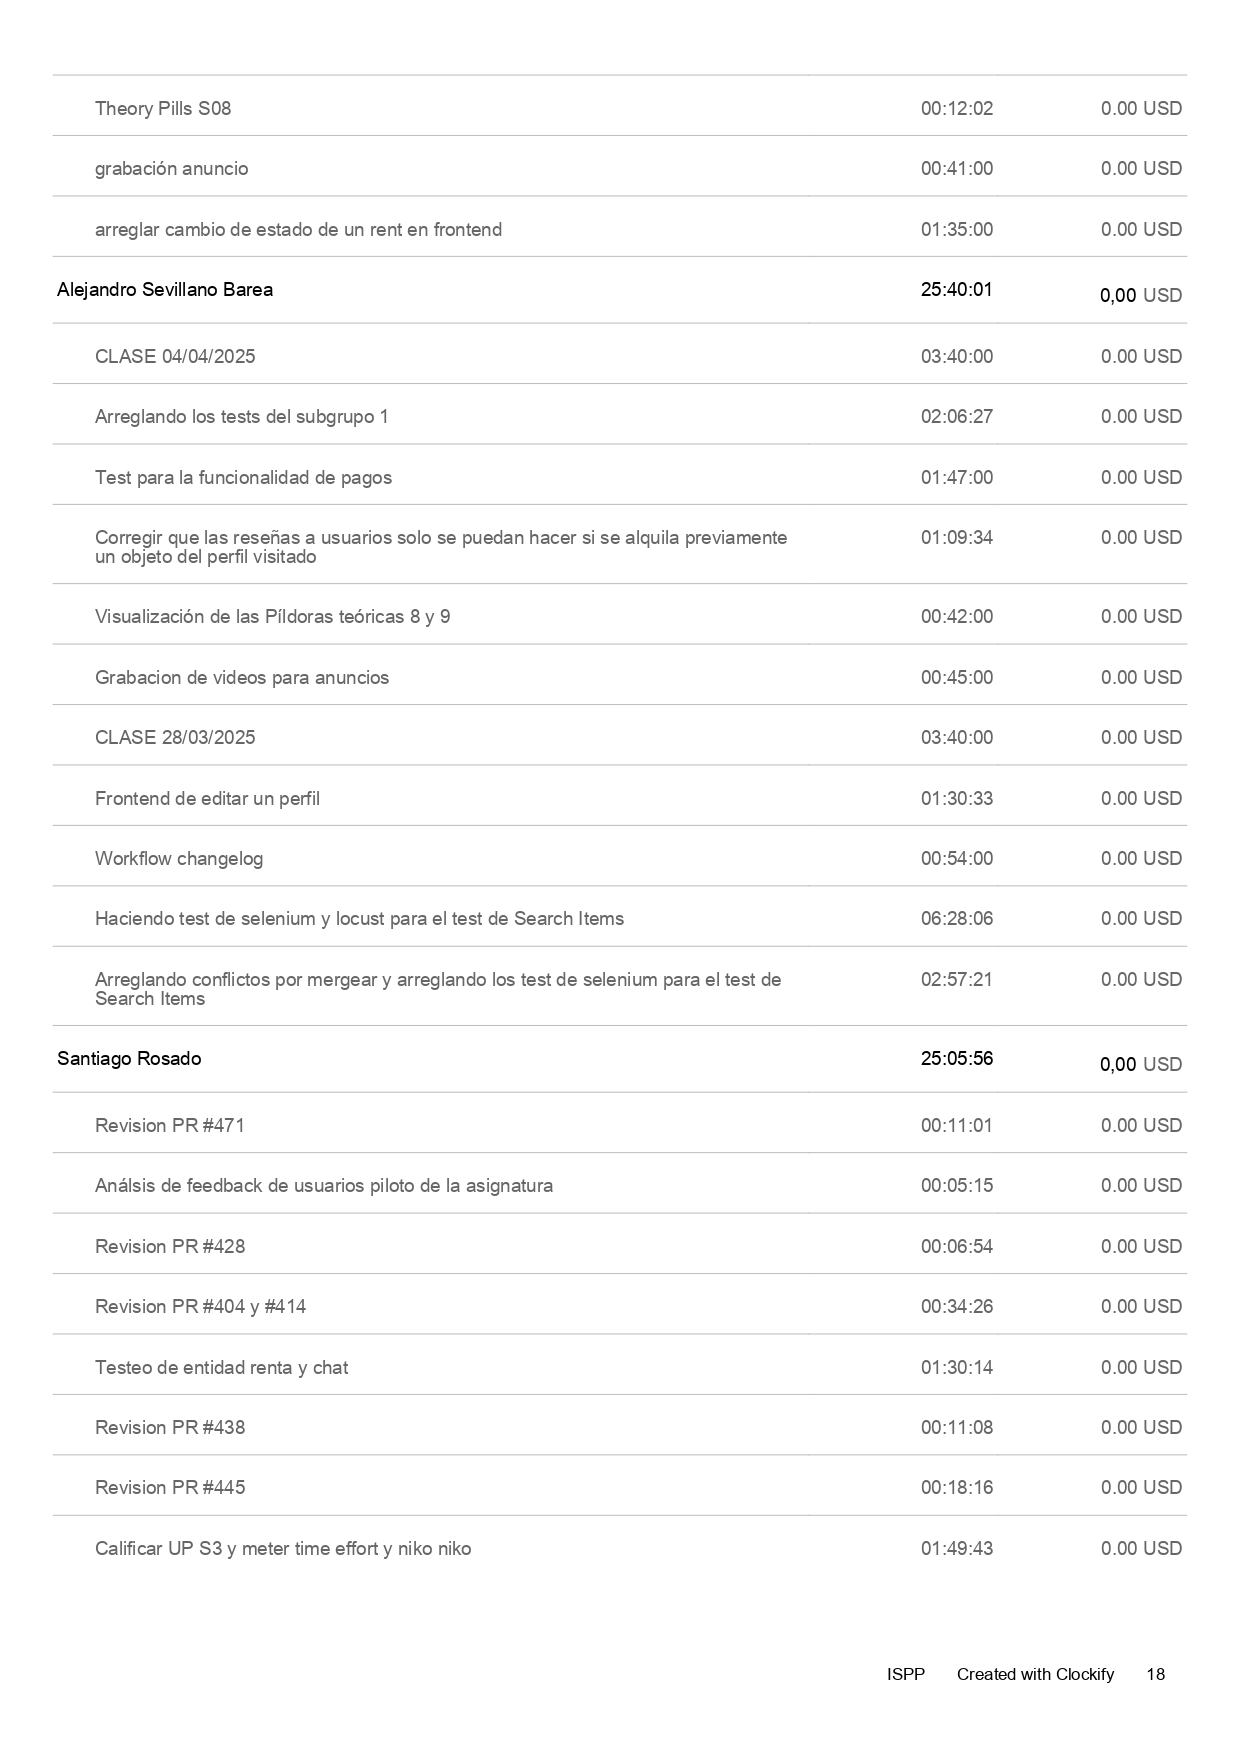 Theory Pills S08 00:12:02 0.00 USD
grabación anuncio 00:41:00 0.00 USD
arreglar cambio de estado de un rent en frontend 01:35:00 0.00 USD
Alejandro Sevillano Barea 25:40:01 0,00 USD
CLASE 04/04/2025 03:40:00 0.00 USD
Arreglando los tests del subgrupo 1 02:06:27 0.00 USD
Test para la funcionalidad de pagos 01:47:00 0.00 USD
Corregir que las reseñas a usuarios solo se puedan hacer si se alquila previamente 01:09:34 0.00 USD
un objeto del perfil visitado
Visualización de las Píldoras teóricas 8 y 9 00:42:00 0.00 USD
Grabacion de videos para anuncios 00:45:00 0.00 USD
CLASE 28/03/2025 03:40:00 0.00 USD
Frontend de editar un perfil 01:30:33 0.00 USD
Workflow changelog 00:54:00 0.00 USD
Haciendo test de selenium y locust para el test de Search Items 06:28:06 0.00 USD
Arreglando conflictos por mergear y arreglando los test de selenium para el test de 02:57:21 0.00 USD
Search Items
Santiago Rosado 25:05:56 0,00 USD
Revision PR #471 00:11:01 0.00 USD
Análsis de feedback de usuarios piloto de la asignatura 00:05:15 0.00 USD
Revision PR #428 00:06:54 0.00 USD
Revision PR #404 y #414 00:34:26 0.00 USD
Testeo de entidad renta y chat 01:30:14 0.00 USD
Revision PR #438 00:11:08 0.00 USD
Revision PR #445 00:18:16 0.00 USD
Calificar UP S3 y meter time effort y niko niko 01:49:43 0.00 USD
ISPP Created with Clockify 18